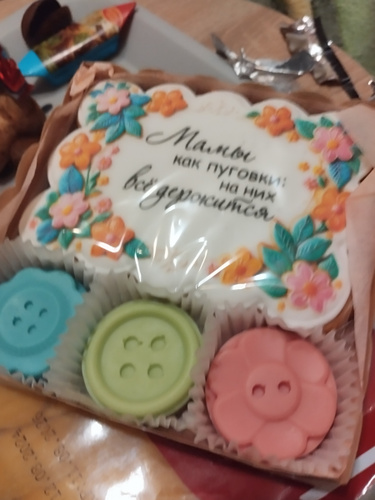 Мамы
как пуговки:
на них
всё держится